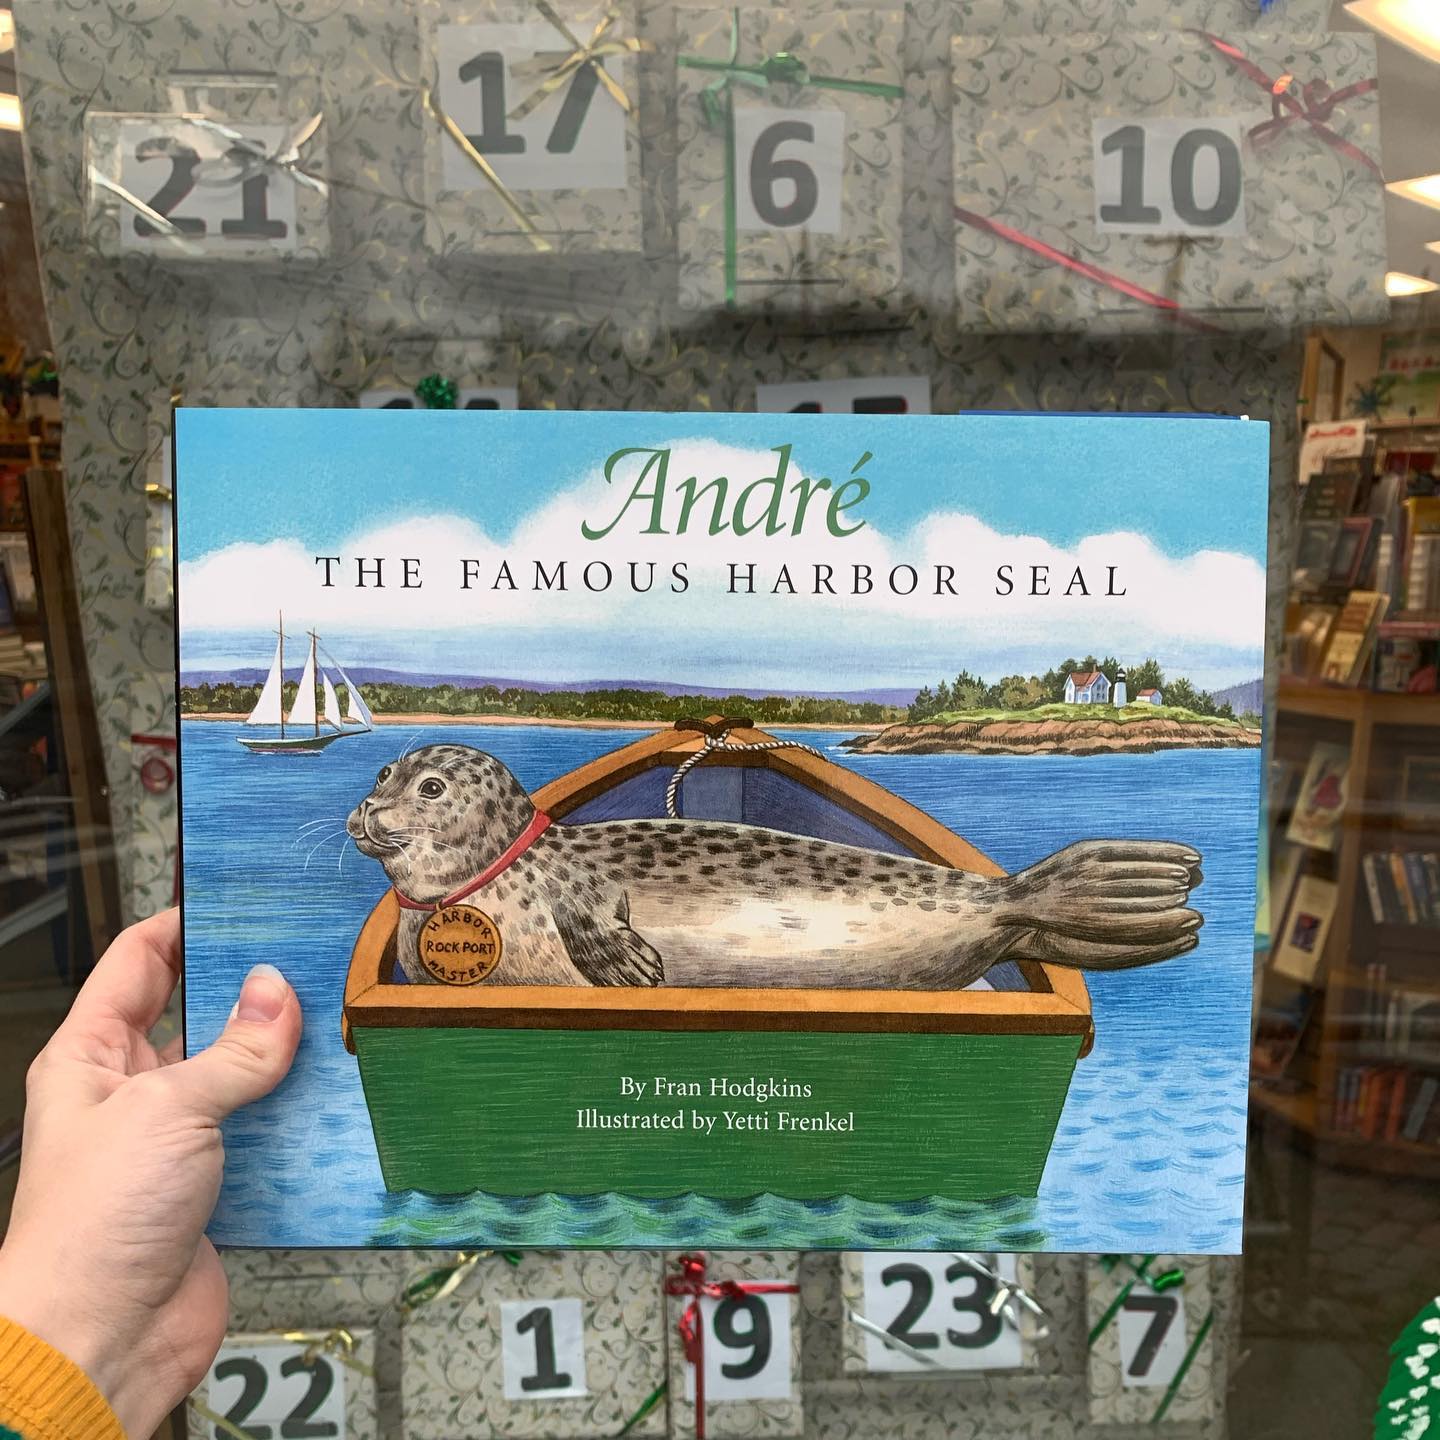 21
17
6
10
André
THE FAMOUS HARBOR SEAL
HARBOR
ROCKPORT
MASTER
By Fran Hodgkins
Illustrated by Yetti Frenkel
22
1
9
23
7